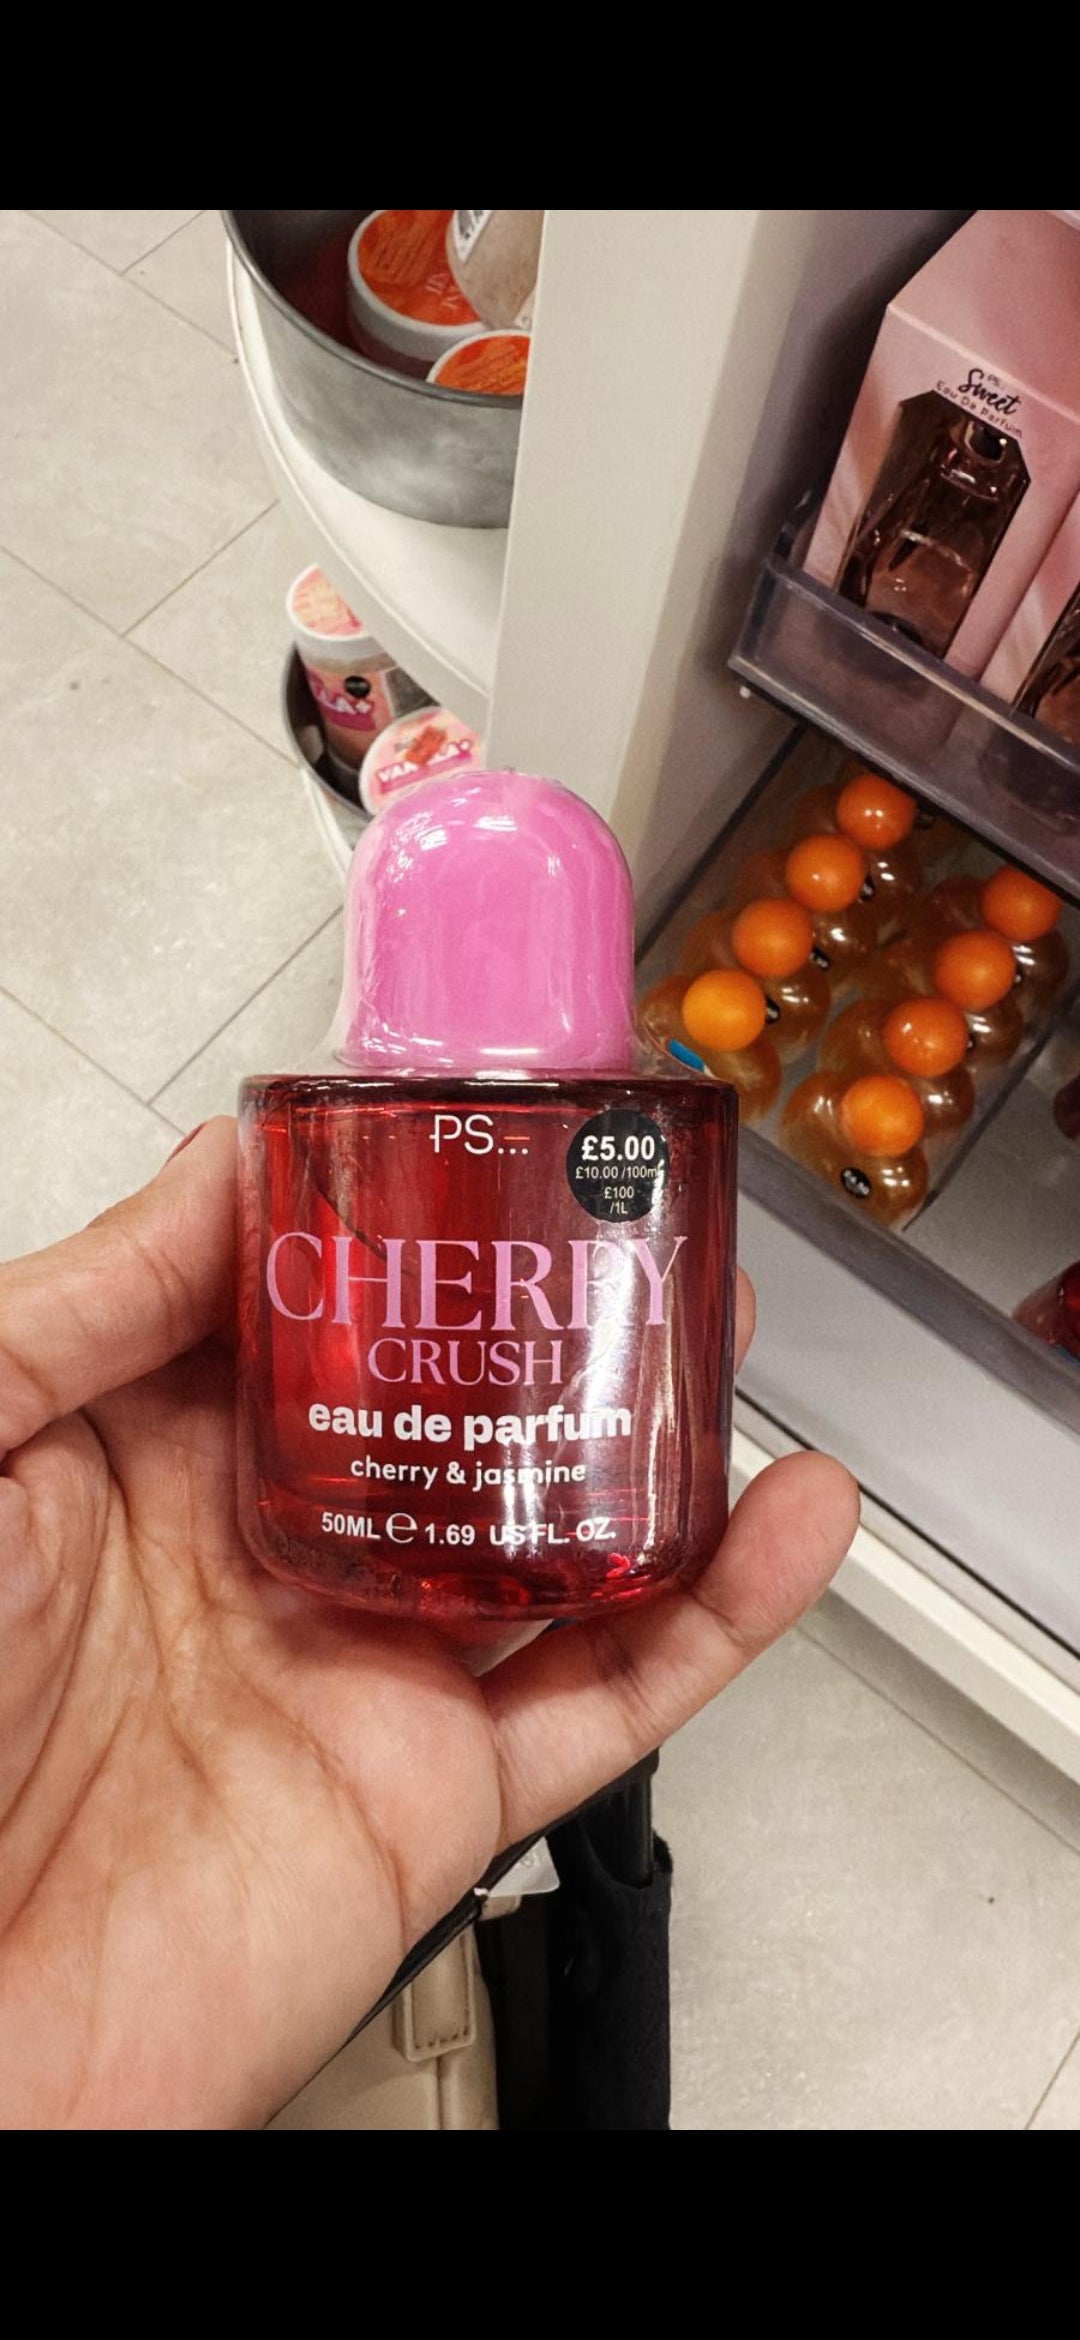 PS...
Sweet
Eau De Parfum
PS...
£5.00
£10.00 /100ml
£100
/1L
CHERRY
CRUSH
eau de parfum
cherry & jasmine
50ML e 1.69 US FL. OZ.